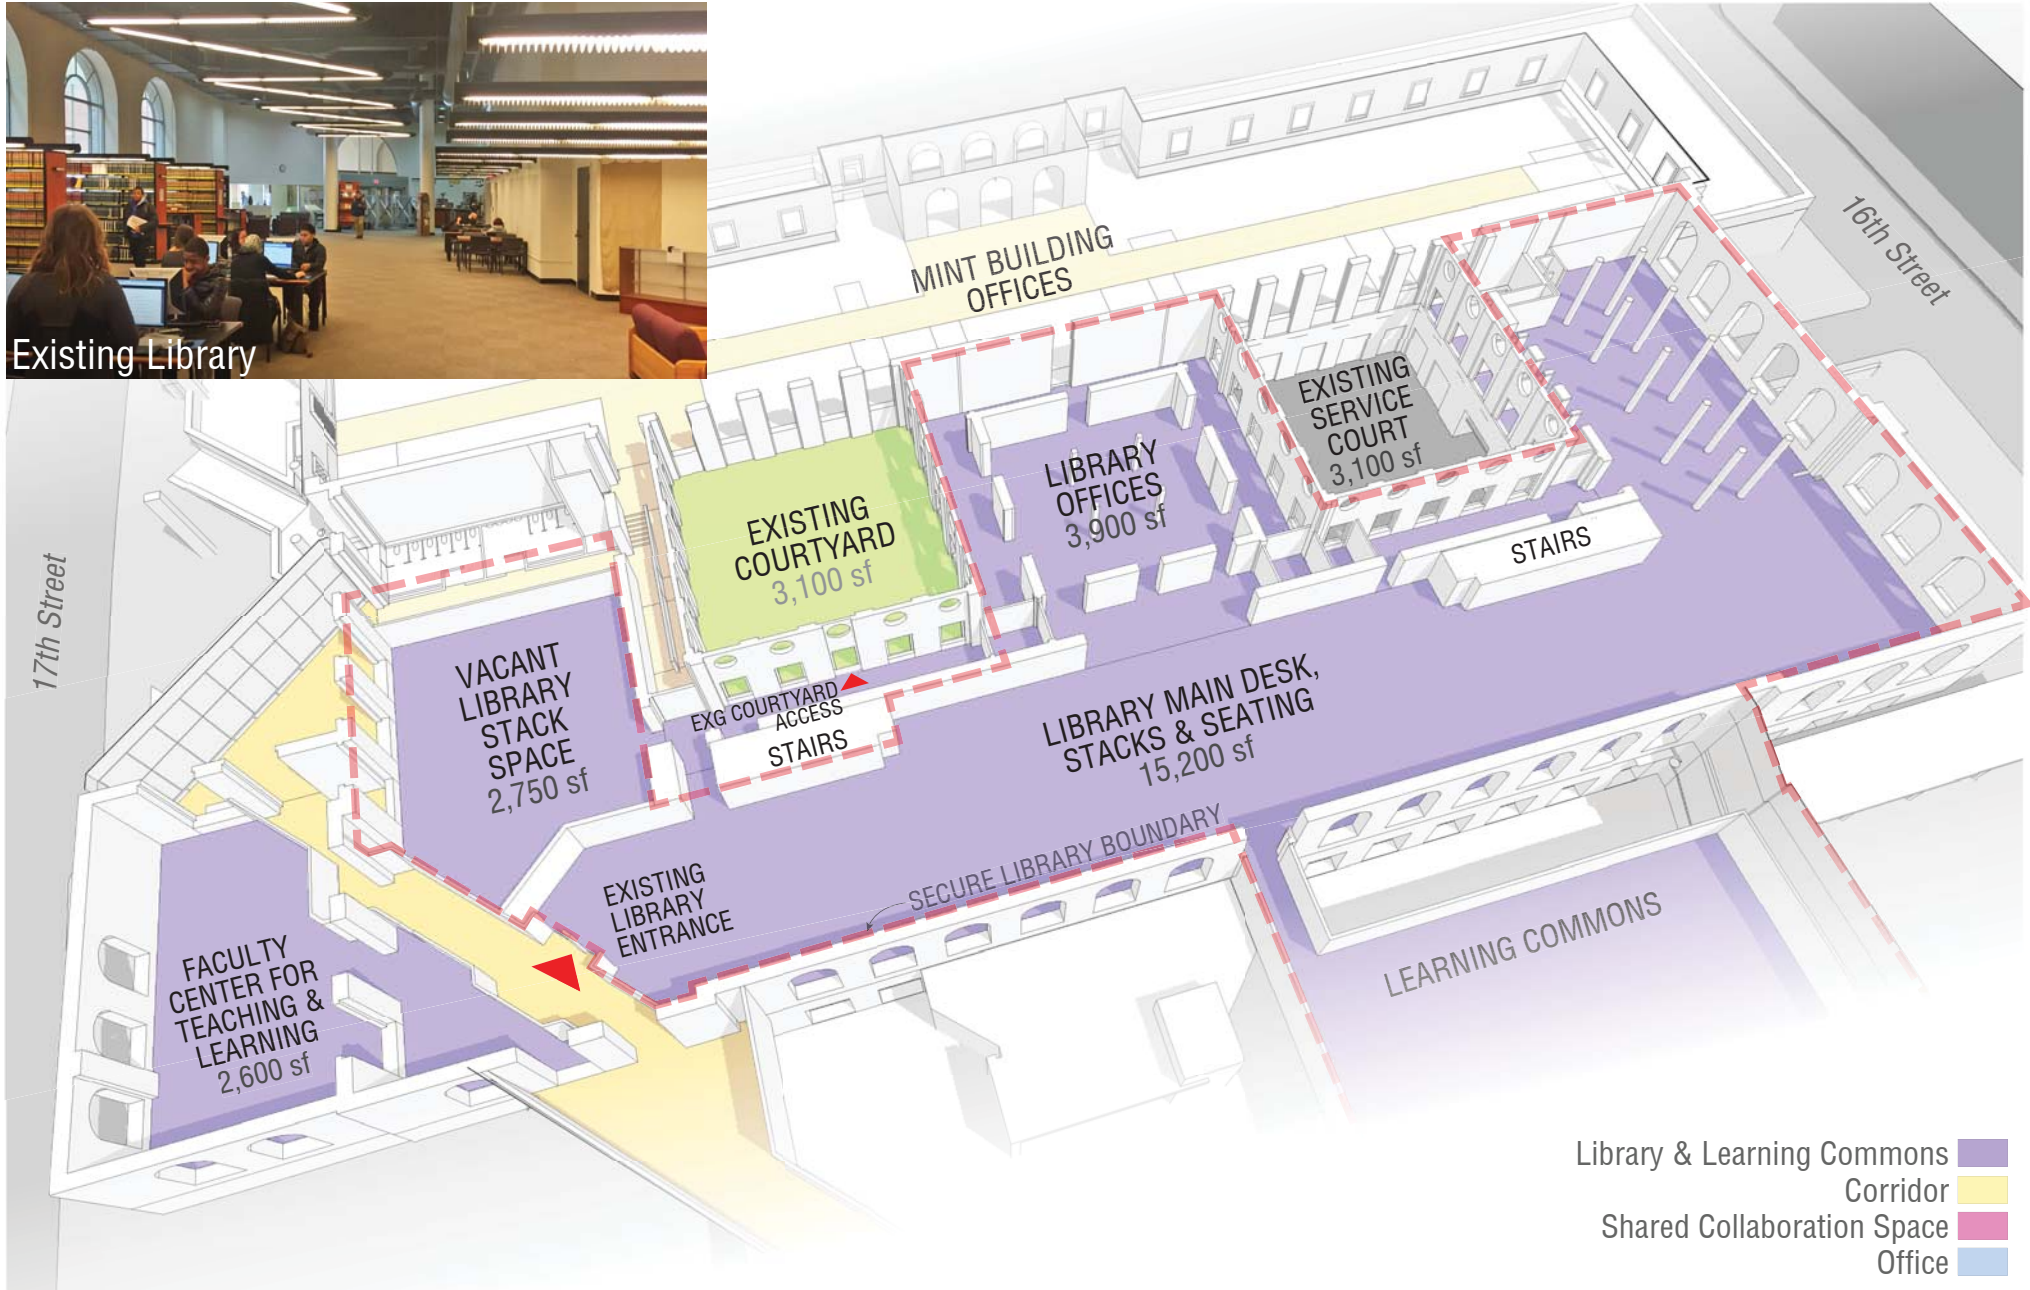 Existing Library
16th Street
MINT BUILDING
OFFICES
EXISTING
SERVICE
COURT
3,100 sf
LIBRARY
OFFICES
3,900 sf
EXISTING
COURTYARD
3,100 sf
STAIRS
17th Street
VACANT
LIBRARY
STACK
SPACE
2,750 sf
EXG COURTYARD
ACCESS
STAIRS
LIBRARY MAIN DESK,
STACKS & SEATING
15,200 sf
SECURE LIBRARY BOUNDARY
EXISTING
LIBRARY
ENTRANCE
LEARNING COMMONS
FACULTY
CENTER FOR
TEACHING &
LEARNING
2,600 sf
Library & Learning Commons
Corridor
Shared Collaboration Space
Office